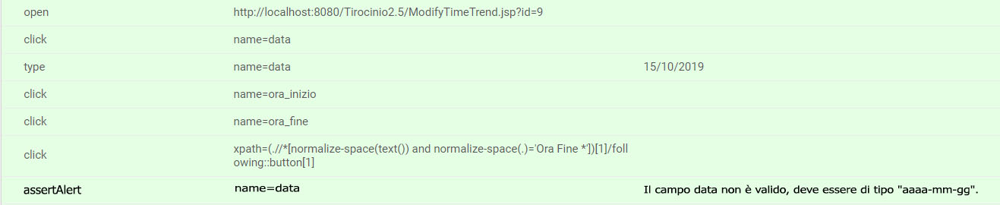 open http://localhost:8080/Tirocinio2.5/ModifyTimeTrend.jsp?id=9
click name=data
type name=data 15/10/2019
click name=ora_inizio
click name=ora_fine
click xpath=(.//*[normalize-space(text()) and normalize-space(.)='Ora Fine *'])[1]/foll
owing::button[1]
assertAlert name=data Il campo data non è valido, deve essere di tipo "aaaa-mm-gg".